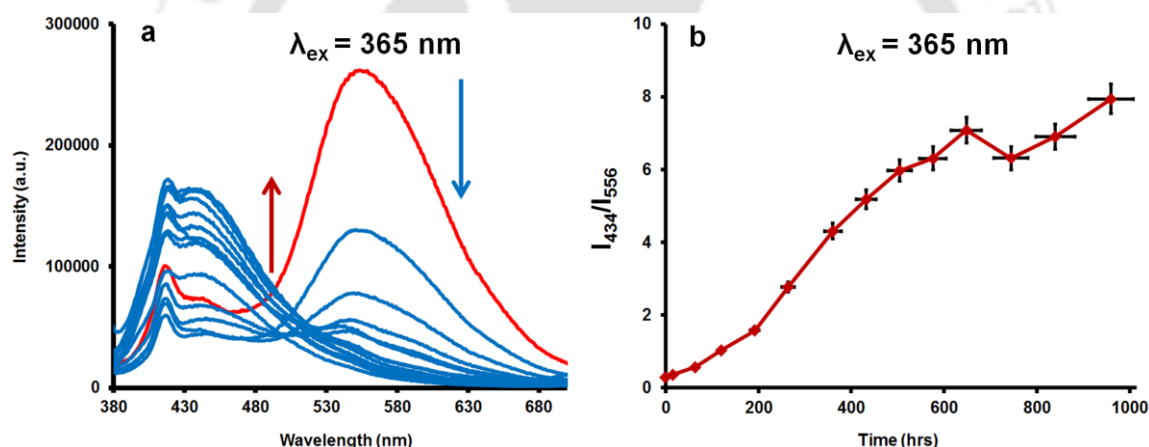 a
λex = 365 nm
300000
200000
100000
0
Intensity (a.u.)
380 430 480 530 580 630 680
Wavelength (nm)
b
λex = 365 nm
10
8
6
4
2
0
I434/I556
0 200 400 600 800 1000
Time (hrs)